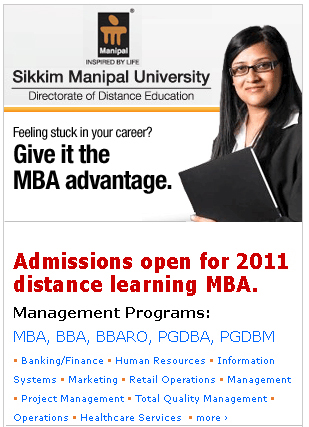 Manipal
INSPIRED BY LIFE
Sikkim Manipal University
Directorate of Distance Education
Feeling stuck in your career?
Give it the
MBA advantage.
Admissions open for 2011
distance learning MBA.
Management Programs:
MBA, BBA, BBARO, PGDBA, PGDBM
▪ Banking/Finance ▪ Human Resources ▪ Information
Systems ▪ Marketing ▪ Retail Operations ▪ Management
▪ Project Management ▪ Total Quality Management ▪
Operations ▪ Healthcare Services ▪ more ›